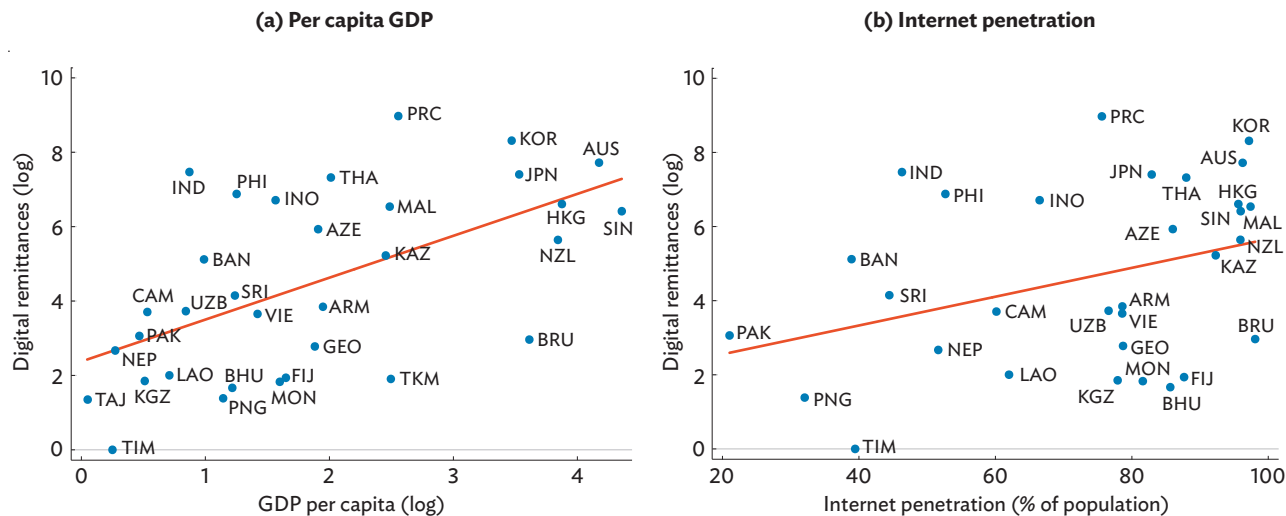 (a) Per capita GDP
Digital remittances (log)
10
8
6
4
2
0
PRC
KOR
AUS
IND
PHI
INO
THA
JPN
MAL
HKG
SIN
AZE
NZL
BAN
KAZ
CAM
UZB
SRI
VIE
ARM
PAK
NEP
GEO
BRU
LAO
BHU
FIJ
TKM
TAJ
KGZ
PNG
MON
TIM
0
1
2
3
4
GDP per capita (log)
(b) Internet penetration
Digital remittances (log)
10
8
6
4
2
0
PRC
KOR
AUS
IND
JPN
THA
PHI
INO
HKG
SIN
MAL
AZE
NZL
BAN
KAZ
SRI
CAM
ARM
UZB
VIE
PAK
BRU
NEP
GEO
LAO
MON
KGZ
FIJ
BHU
PNG
TIM
20
40
60
80
100
Internet penetration (% of population)